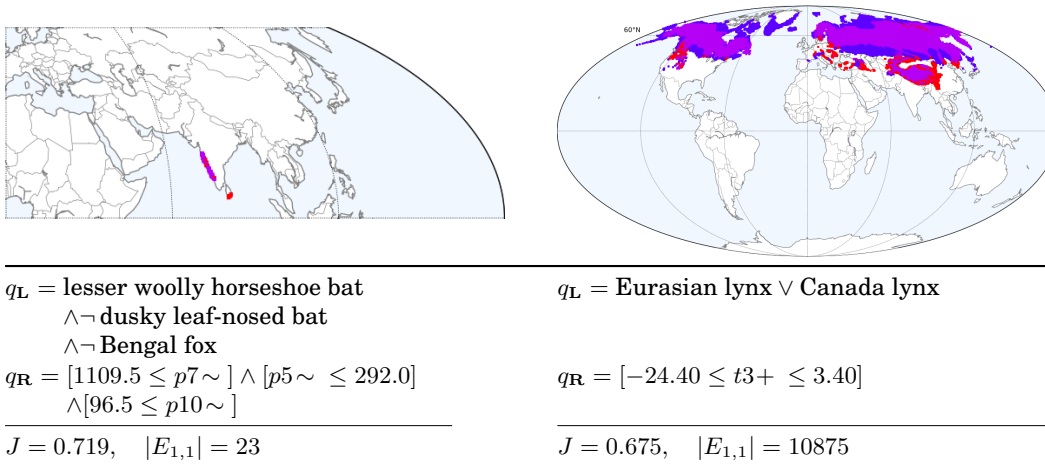 60°N
q_L = lesser woolly horseshoe bat
∧¬ dusky leaf-nosed bat
∧¬ Bengal fox
q_R = [1109.5 ≤ p7∼ ] ∧ [p5∼ ≤ 292.0]
∧[96.5 ≤ p10∼ ]
J = 0.719, |E_{1,1}| = 23
q_L = Eurasian lynx ∨ Canada lynx
q_R = [−24.40 ≤ t3+ ≤ 3.40]
J = 0.675, |E_{1,1}| = 10875